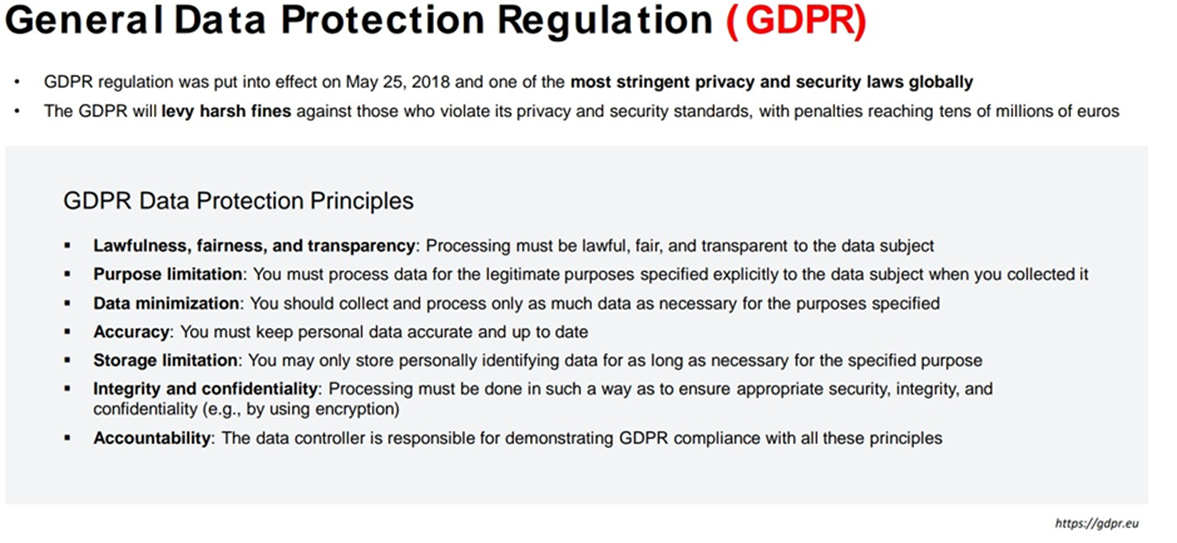 General Data Protection Regulation (GDPR)
• GDPR regulation was put into effect on May 25, 2018 and one of the most stringent privacy and security laws globally
• The GDPR will levy harsh fines against those who violate its privacy and security standards, with penalties reaching tens of millions of euros
GDPR Data Protection Principles
▪ Lawfulness, fairness, and transparency: Processing must be lawful, fair, and transparent to the data subject
▪ Purpose limitation: You must process data for the legitimate purposes specified explicitly to the data subject when you collected it
▪ Data minimization: You should collect and process only as much data as necessary for the purposes specified
▪ Accuracy: You must keep personal data accurate and up to date
▪ Storage limitation: You may only store personally identifying data for as long as necessary for the specified purpose
▪ Integrity and confidentiality: Processing must be done in such a way as to ensure appropriate security, integrity, and
confidentiality (e.g., by using encryption)
▪ Accountability: The data controller is responsible for demonstrating GDPR compliance with all these principles
https://gdpr.eu